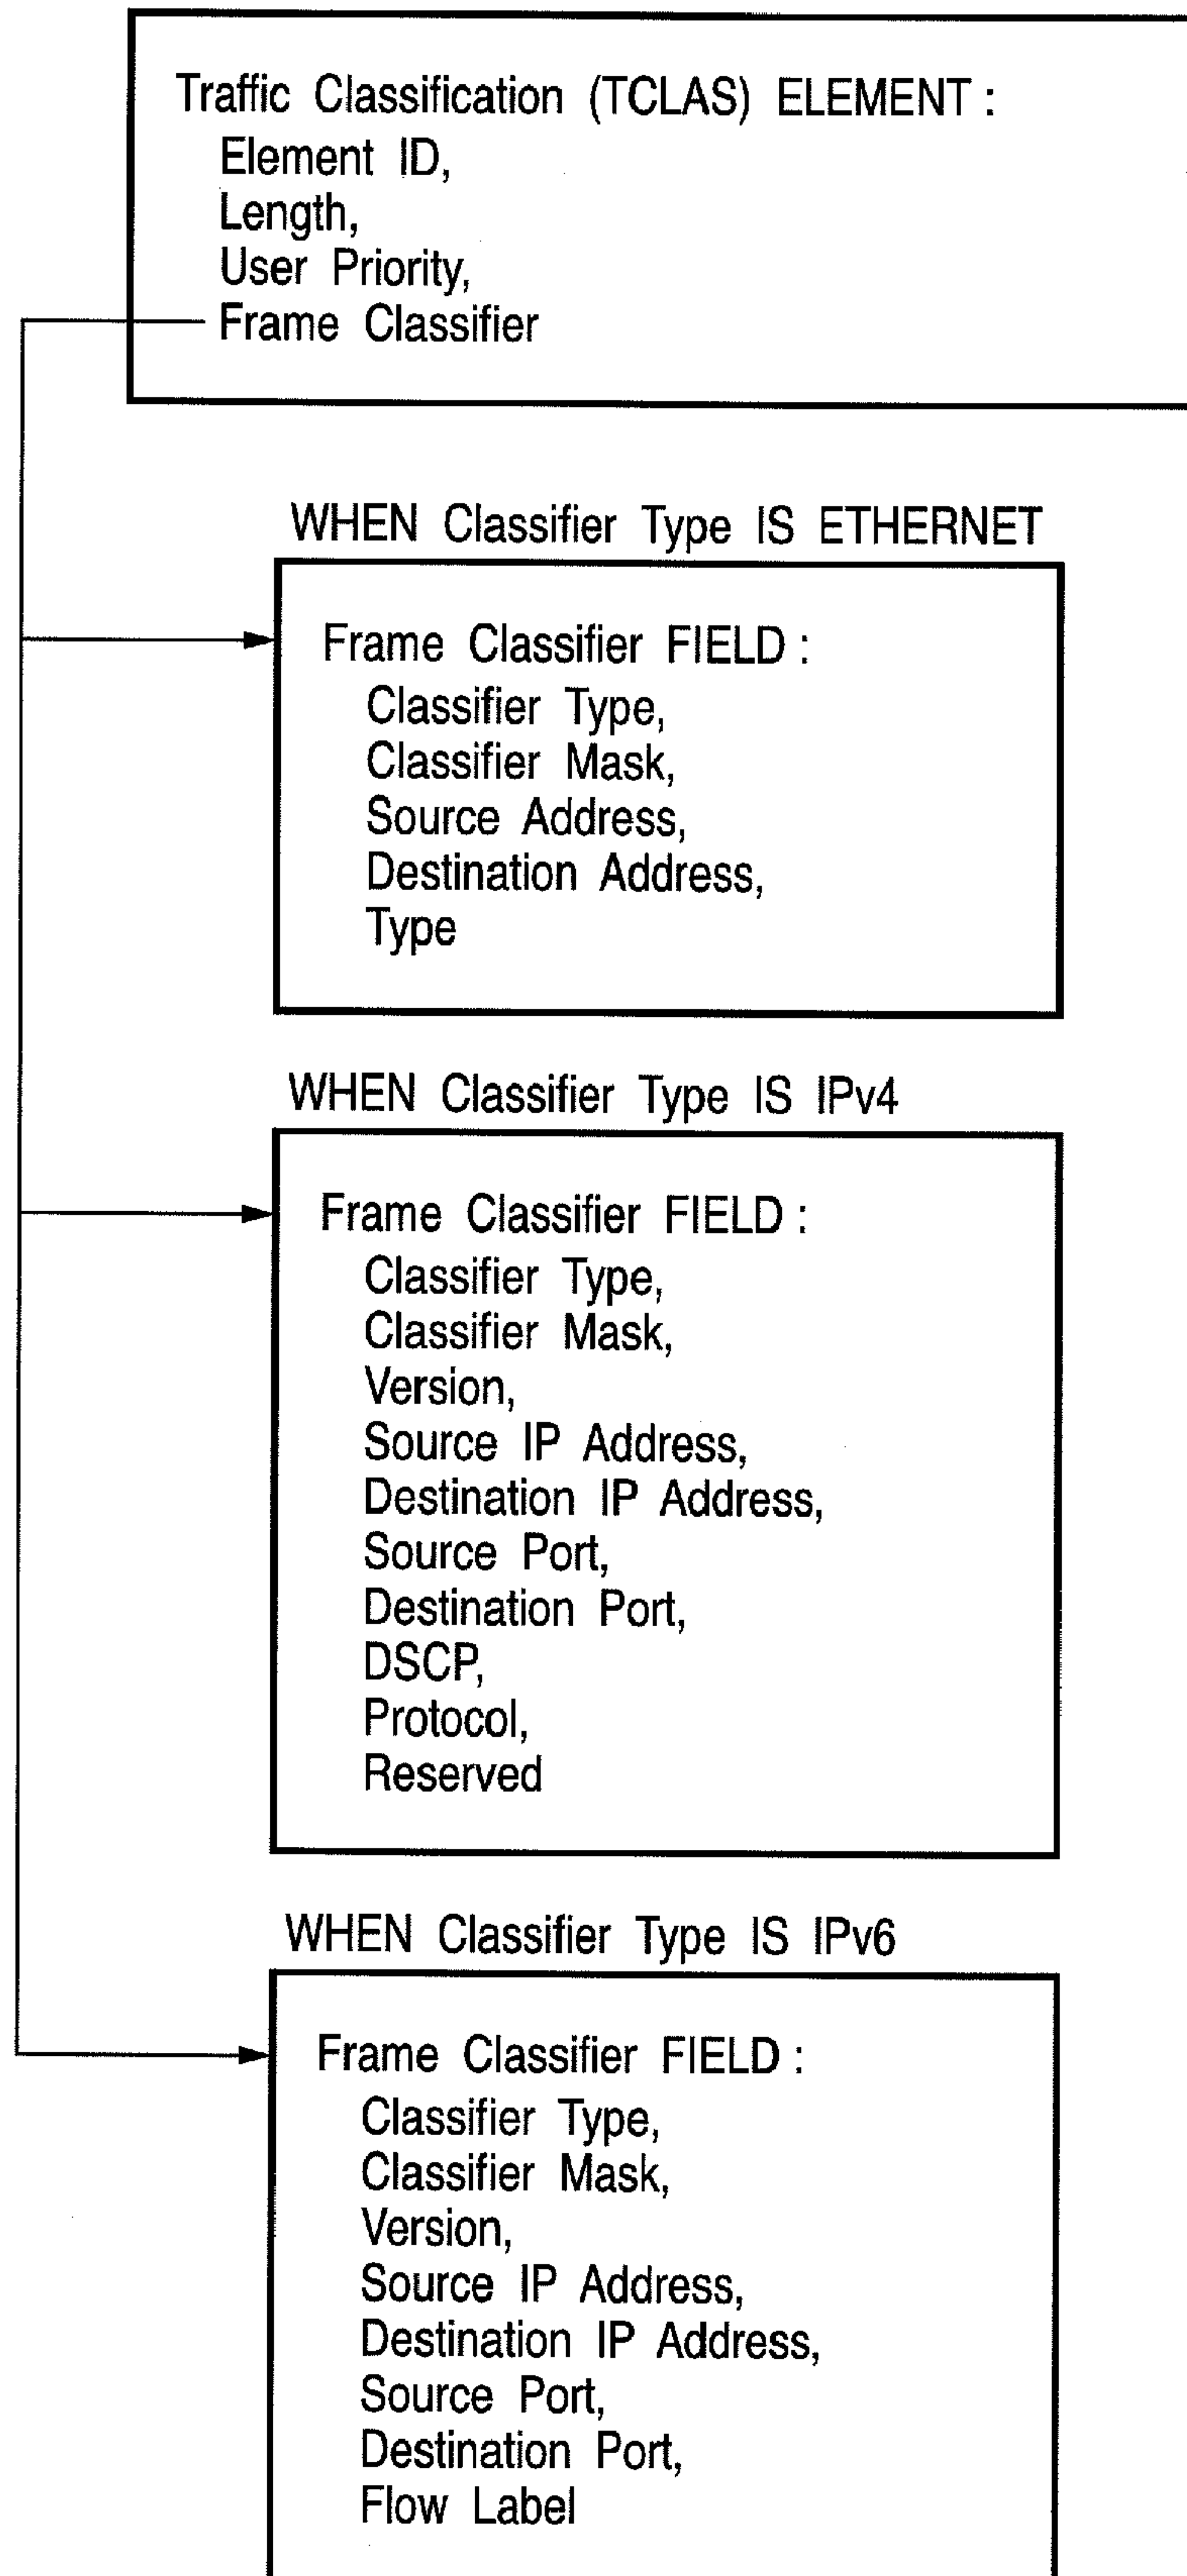 Traffic Classification (TCLAS) ELEMENT :
Element ID,
Length,
User Priority,
Frame Classifier
WHEN Classifier Type IS ETHERNET
Frame Classifier FIELD :
Classifier Type,
Classifier Mask,
Source Address,
Destination Address,
Type
WHEN Classifier Type IS IPv4
Frame Classifier FIELD :
Classifier Type,
Classifier Mask,
Version,
Source IP Address,
Destination IP Address,
Source Port,
Destination Port,
DSCP,
Protocol,
Reserved
WHEN Classifier Type IS IPv6
Frame Classifier FIELD :
Classifier Type,
Classifier Mask,
Version,
Source IP Address,
Destination IP Address,
Source Port,
Destination Port,
Flow Label